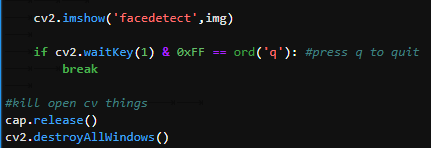 cv2.imshow('facedetect',img)
if cv2.waitKey(1) & 0xFF == ord('q'): #press q to quit
break
#kill open cv things
cap.release()
cv2.destroyAllWindows()